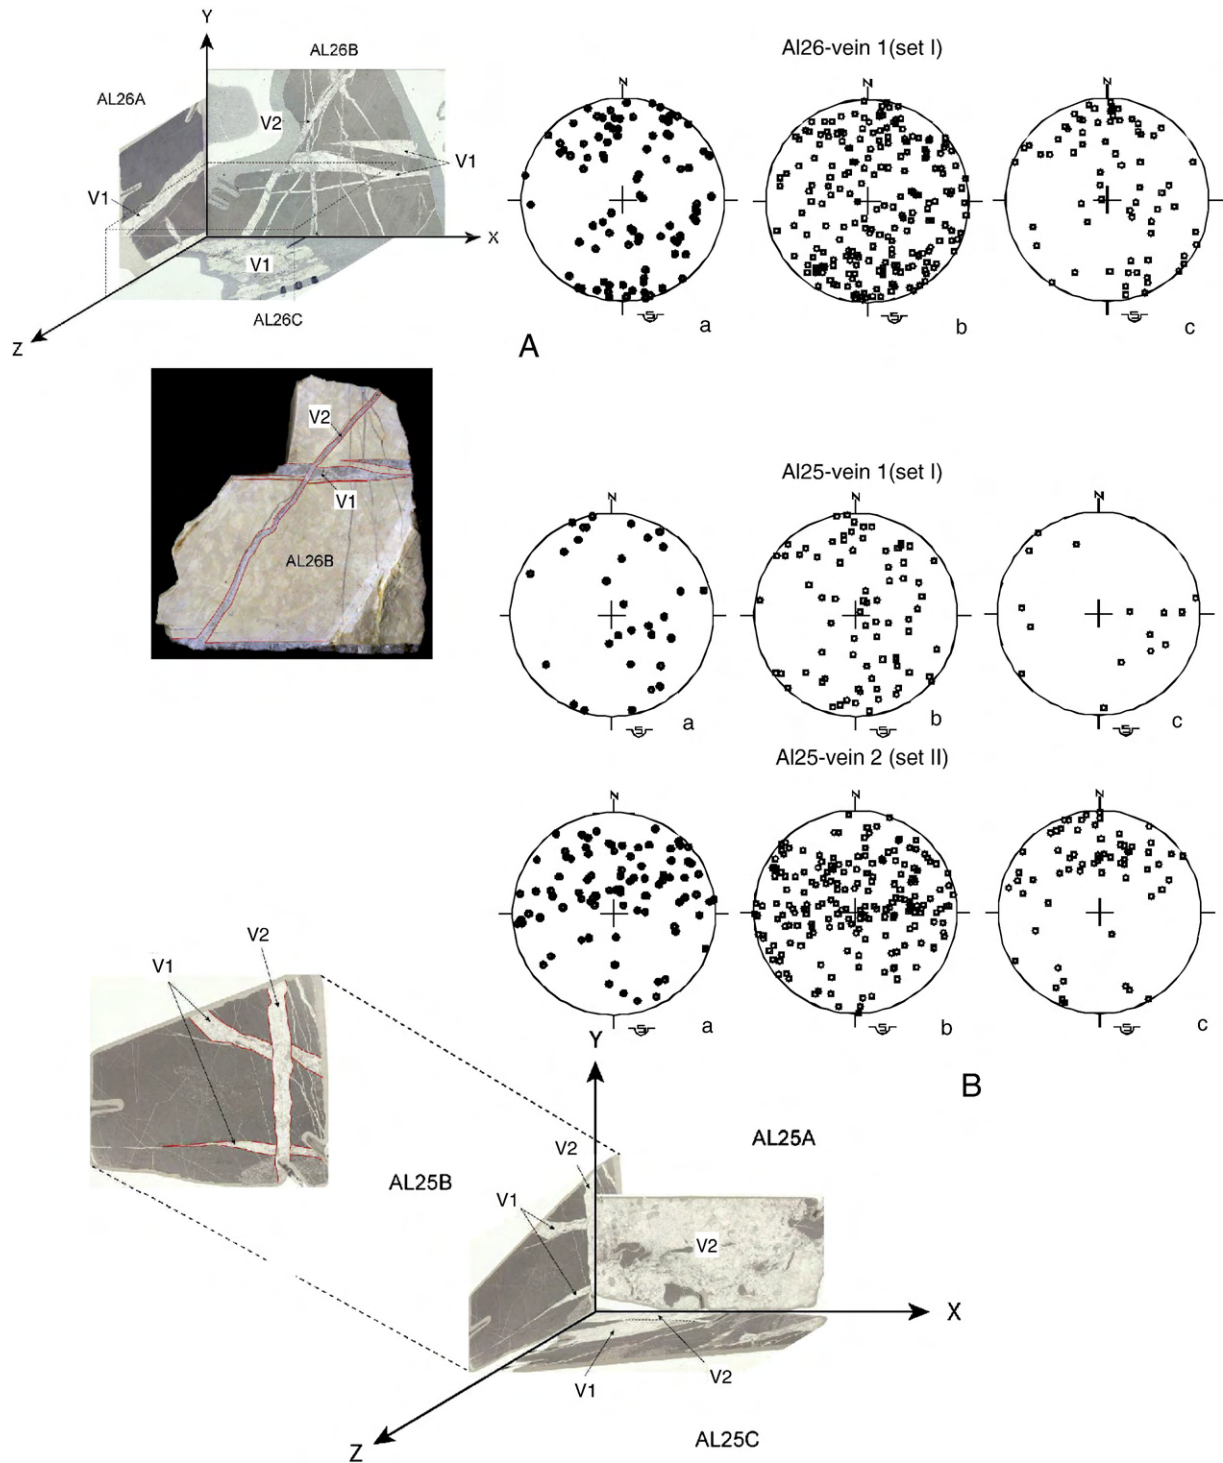 Y
AL26B
AL26A
V2
V1
V1
X
V1
AL26C
Z
Al26-vein 1(set I)
N
N
N
a
b
c
A
V2
V1
AL26B
Al25-vein 1(set I)
N
N
N
a
b
c
Al25-vein 2 (set II)
N
N
N
a
b
c
B
V2
V1
AL25B
Y
AL25A
V2
V1
V2
X
V1
V2
Z
AL25C